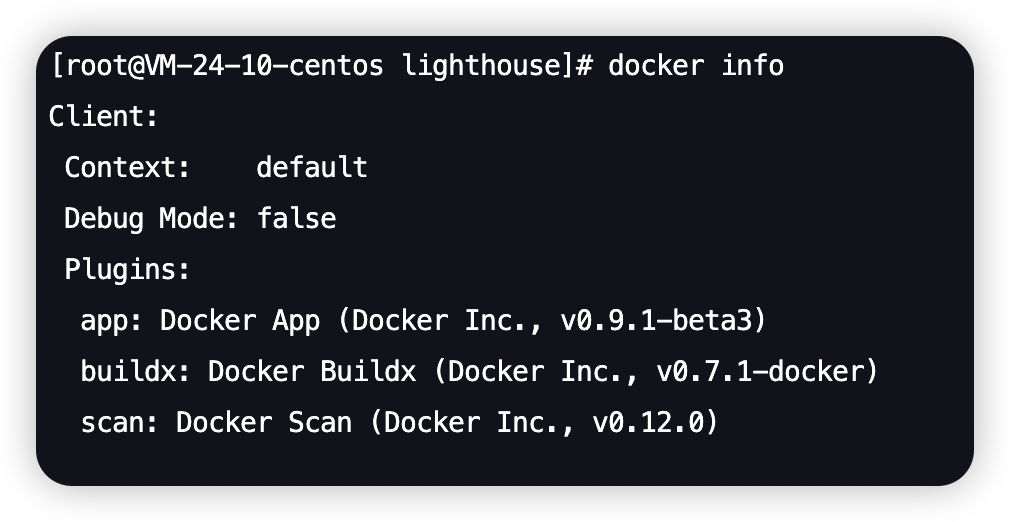 [root@VM-24-10-centos lighthouse]# docker info
Client:
 Context:    default
 Debug Mode: false
 Plugins:
  app: Docker App (Docker Inc., v0.9.1-beta3)
  buildx: Docker Buildx (Docker Inc., v0.7.1-docker)
  scan: Docker Scan (Docker Inc., v0.12.0)